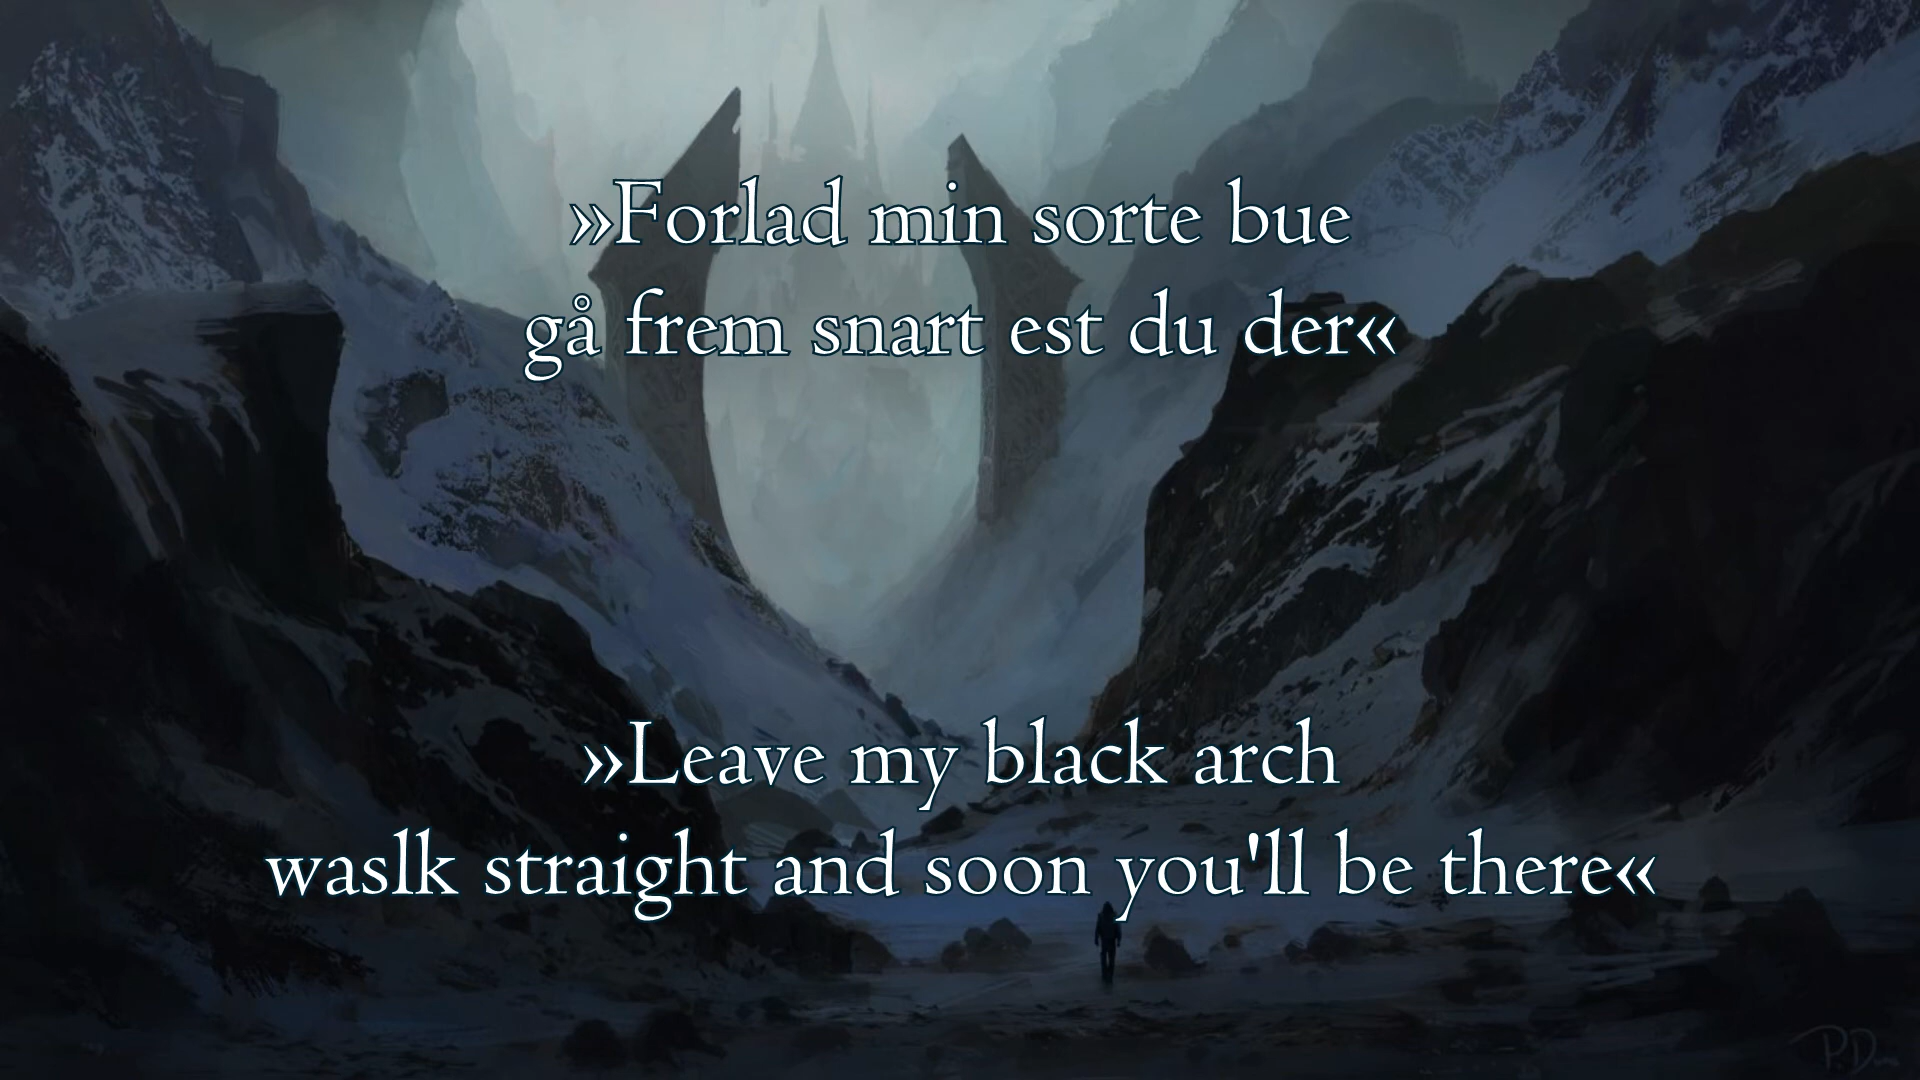 »Forlad min sorte bue
gå frem snart est du der«
»Leave my black arch
waslk straight and soon you'll be there«